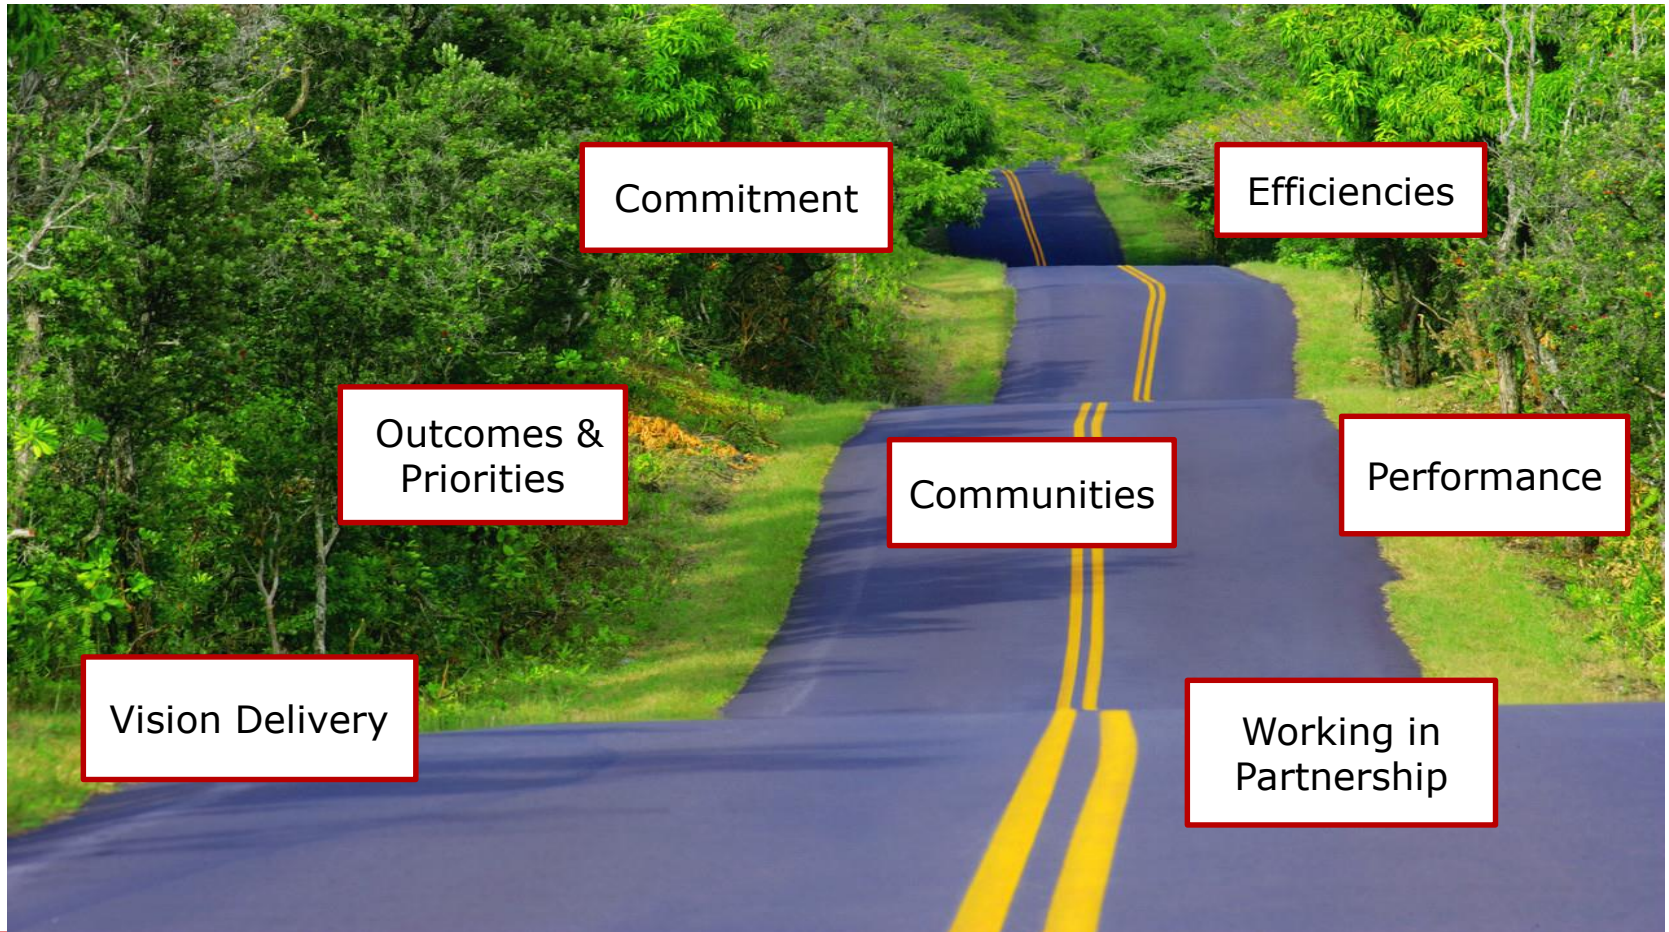 Commitment
Efficiencies
Outcomes &
Priorities
Communities
Performance
Vision Delivery
Working in
Partnership